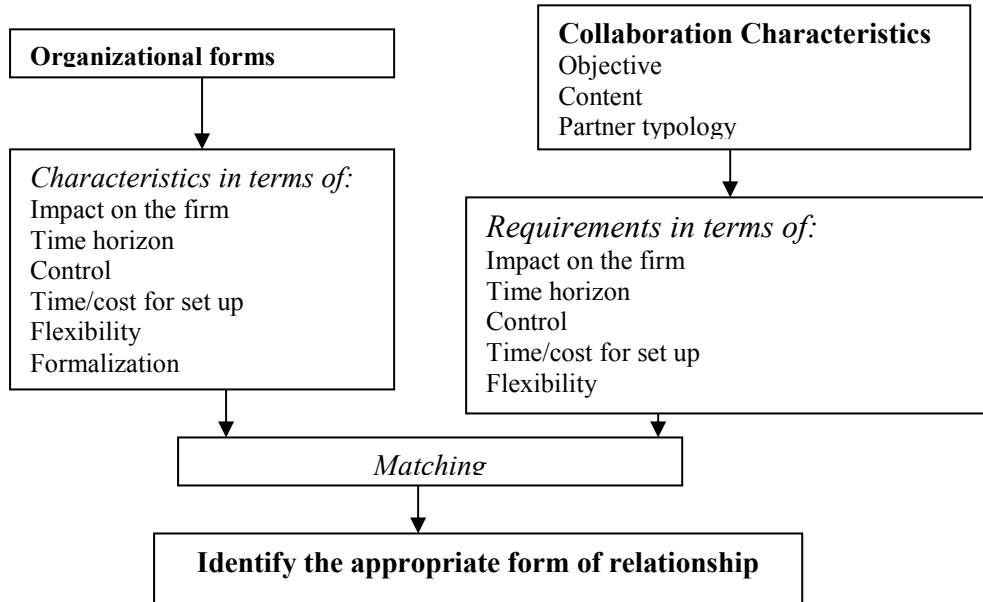 Organizational forms
Characteristics in terms of:
Impact on the firm
Time horizon
Control
Time/cost for set up
Flexibility
Formalization
Collaboration Characteristics
Objective
Content
Partner typology
Requirements in terms of:
Impact on the firm
Time horizon
Control
Time/cost for set up
Flexibility
Matching
Identify the appropriate form of relationship